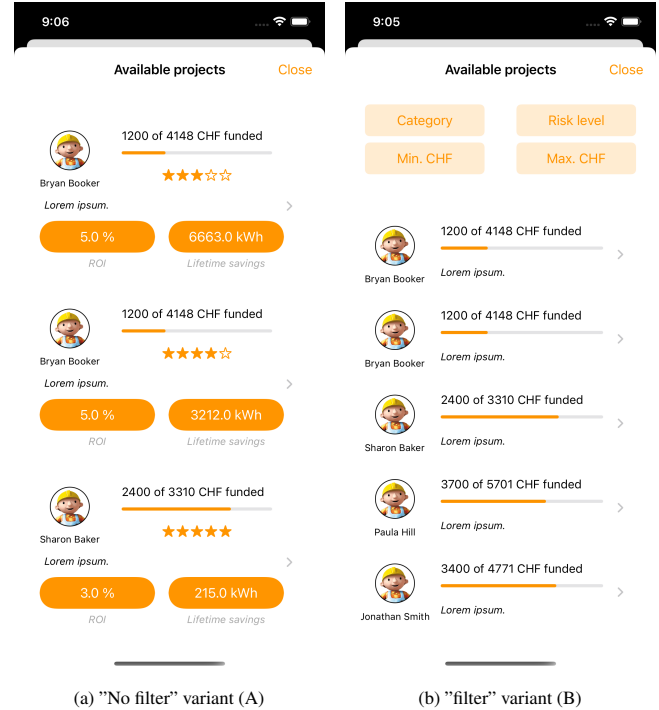 9:06
Available projects Close
1200 of 4148 CHF funded
Bryan Booker
Lorem ipsum.
5.0 % 6663.0 kWh
ROI Lifetime savings
1200 of 4148 CHF funded
Bryan Booker
Lorem ipsum.
5.0 % 3212.0 kWh
ROI Lifetime savings
2400 of 3310 CHF funded
Sharon Baker
Lorem ipsum.
3.0 % 215.0 kWh
ROI Lifetime savings
(a) ”No filter” variant (A)
9:05
Available projects Close
Category Risk level
Min. CHF Max. CHF
1200 of 4148 CHF funded
Lorem ipsum.
Bryan Booker
1200 of 4148 CHF funded
Lorem ipsum.
Bryan Booker
2400 of 3310 CHF funded
Lorem ipsum.
Sharon Baker
3700 of 5701 CHF funded
Lorem ipsum.
Paula Hill
3400 of 4771 CHF funded
Lorem ipsum.
Jonathan Smith
(b) ”filter” variant (B)